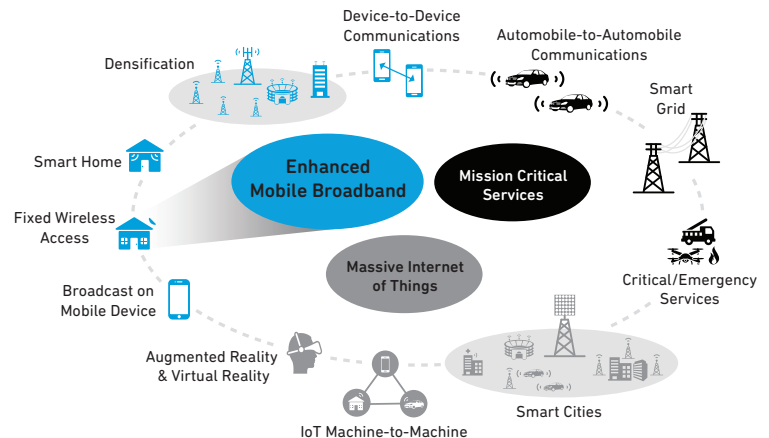 Device-to-Device
Communications
Automobile-to-Automobile
Communications
Densification
Smart
Grid
Smart Home
Enhanced
Mobile Broadband
Mission Critical
Services
Fixed Wireless
Access
Massive Internet
of Things
Critical/Emergency
Services
Broadcast on
Mobile Device
Augmented Reality
& Virtual Reality
Smart Cities
IoT Machine-to-Machine